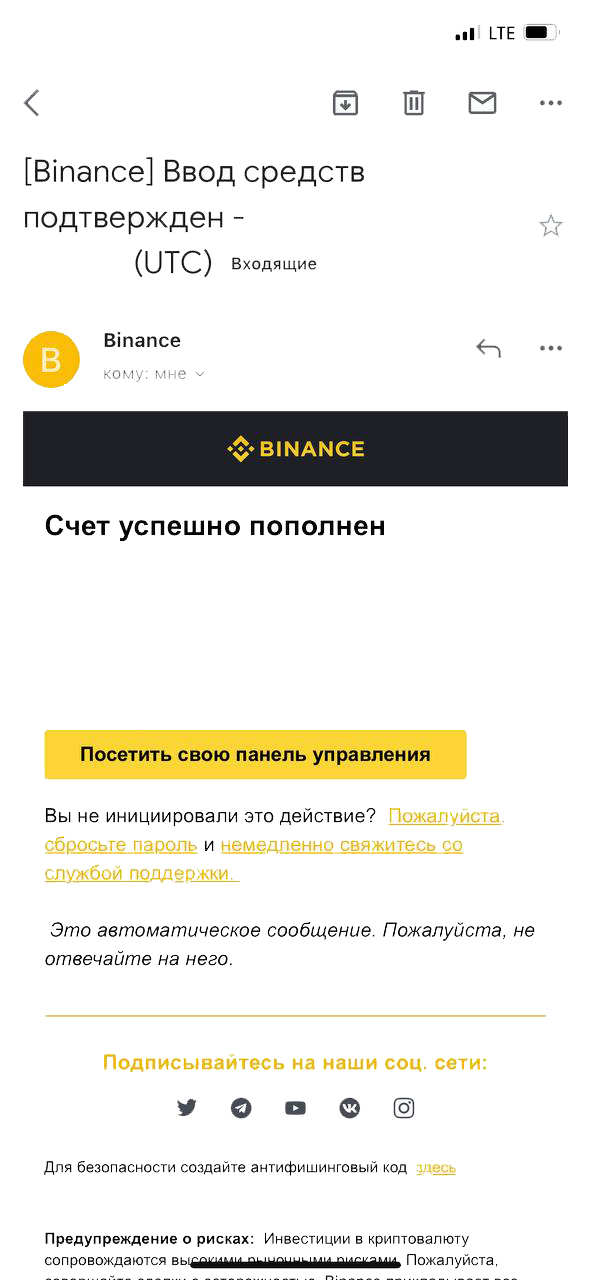 LTE
[Binance] Ввод средств
подтвержден -
(UTC) Входящие
B
Binance
кому: мне
BINANCE
Счет успешно пополнен
Посетить свою панель управления
Вы не инициировали это действие? Пожалуйста,
сбросьте пароль и немедленно свяжитесь со
службой поддержки.
Это автоматическое сообщение. Пожалуйста, не
отвечайте на него.
Подписывайтесь на наши соц. сети:
Для безопасности создайте антифишинговый код здесь
Предупреждение о рисках: Инвестиции в криптовалюту
сопровождаются высокими рыночными рисками. Пожалуйста,